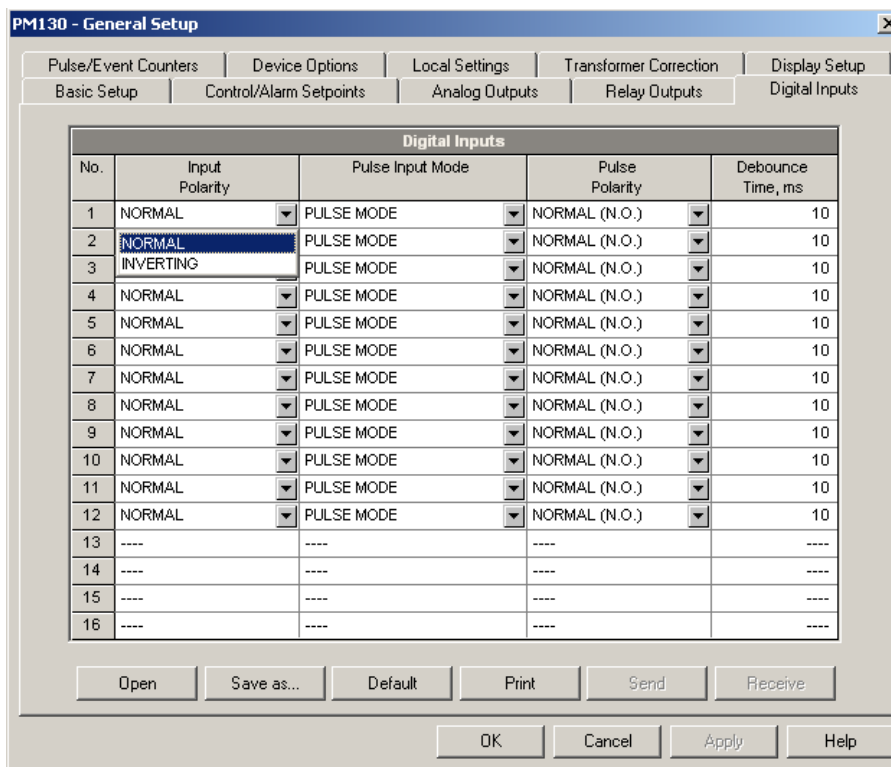 PM130 - General Setup
Pulse/Event Counters Device Options Local Settings Transformer Correction Display Setup
Basic Setup Control/Alarm Setpoints Analog Outputs Relay Outputs Digital Inputs
Digital Inputs
No. Input Polarity Pulse Input Mode Pulse Polarity Debounce Time, ms
1 NORMAL PULSE MODE NORMAL (N.O.) 10
2 NORMAL PULSE MODE NORMAL (N.O.) 10
3 INVERTING PULSE MODE NORMAL (N.O.) 10
4 NORMAL PULSE MODE NORMAL (N.O.) 10
5 NORMAL PULSE MODE NORMAL (N.O.) 10
6 NORMAL PULSE MODE NORMAL (N.O.) 10
7 NORMAL PULSE MODE NORMAL (N.O.) 10
8 NORMAL PULSE MODE NORMAL (N.O.) 10
9 NORMAL PULSE MODE NORMAL (N.O.) 10
10 NORMAL PULSE MODE NORMAL (N.O.) 10
11 NORMAL PULSE MODE NORMAL (N.O.) 10
12 NORMAL PULSE MODE NORMAL (N.O.) 10
13 ---- ---- ---- ----
14 ---- ---- ---- ----
15 ---- ---- ---- ----
16 ---- ---- ---- ----
Open Save as... Default Print Send Receive
OK Cancel Apply Help